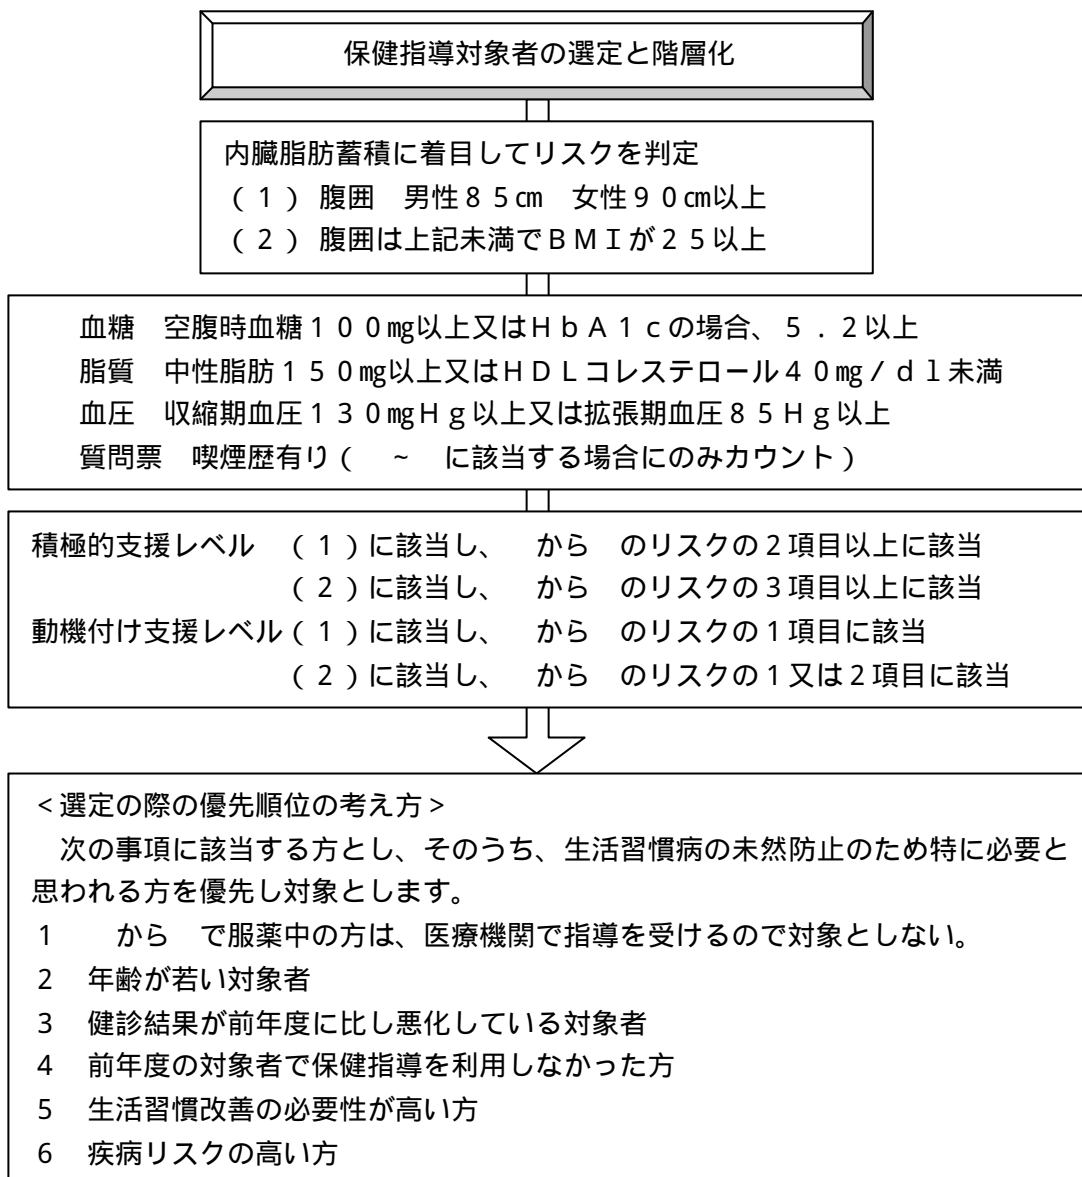 保健指導対象者の選定と階層化
内臓脂肪蓄積に着目してリスクを判定
(1) 腹囲 男性85㎝ 女性90㎝以上
(2) 腹囲は上記未満でBMIが25以上
血糖 空腹時血糖100㎎以上又はHbA1cの場合、5.2以上
脂質 中性脂肪150㎎以上又はHDLコレステロール40㎎/dl未満
血圧 収縮期血圧130㎎Hg以上又は拡張期血圧85Hg以上
質問票 喫煙歴有り( ~ に該当する場合にのみカウント)
積極的支援レベル (1)に該当し、 から のリスクの2項目以上に該当
(2)に該当し、 から のリスクの3項目以上に該当
動機付け支援レベル(1)に該当し、 から のリスクの1項目に該当
(2)に該当し、 から のリスクの1又は2項目に該当
<選定の際の優先順位の考え方>
次の事項に該当する方とし、そのうち、生活習慣病の未然防止のため特に必要と
思われる方を優先し対象とします。
1 から で服薬中の方は、医療機関で指導を受けるので対象としない。
2 年齢が若い対象者
3 健診結果が前年度に比し悪化している対象者
4 前年度の対象者で保健指導を利用しなかった方
5 生活習慣改善の必要性が高い方
6 疾病リスクの高い方